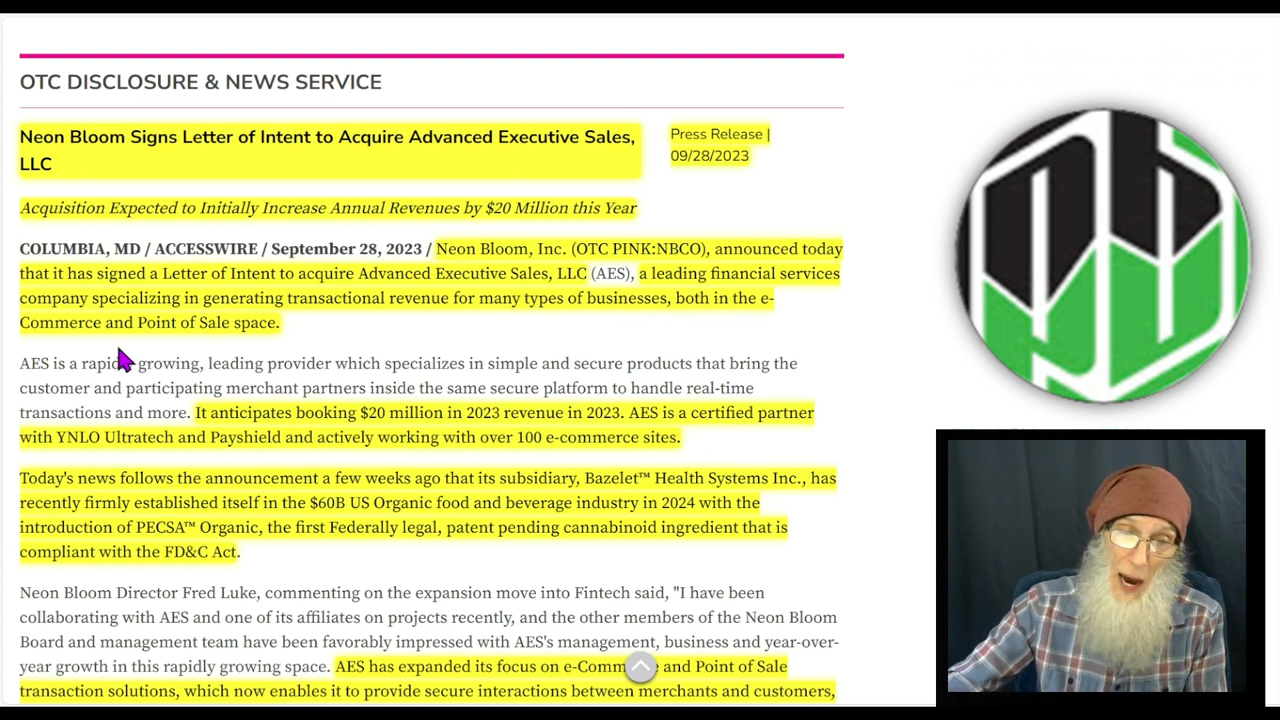 OTC DISCLOSURE & NEWS SERVICE
Neon Bloom Signs Letter of Intent to Acquire Advanced Executive Sales,
LLC
Press Release |
09/28/2023
Acquisition Expected to Initially Increase Annual Revenues by $20 Million this Year
COLUMBIA, MD / ACCESSWIRE / September 28, 2023 / Neon Bloom, Inc. (OTC PINK:NBCO), announced today
that it has signed a Letter of Intent to acquire Advanced Executive Sales, LLC (AES), a leading financial services
company specializing in generating transactional revenue for many types of businesses, both in the e-
Commerce and Point of Sale space.
AES is a rapidly growing, leading provider which specializes in simple and secure products that bring the
customer and participating merchant partners inside the same secure platform to handle real-time
transactions and more. It anticipates booking $20 million in 2023 revenue in 2023. AES is a certified partner
with YNLO Ultratech and Payshield and actively working with over 100 e-commerce sites.
Today's news follows the announcement a few weeks ago that its subsidiary, Bazelet™ Health Systems Inc., has
recently firmly established itself in the $60B US Organic food and beverage industry in 2024 with the
introduction of PECSA™ Organic, the first Federally legal, patent pending cannabinoid ingredient that is
compliant with the FD&C Act.
Neon Bloom Director Fred Luke, commenting on the expansion move into Fintech said, "I have been
collaborating with AES and one of its affiliates on projects recently, and the other members of the Neon Bloom
Board and management team have been favorably impressed with AES's management, business and year-over-
year growth in this rapidly growing space. AES has expanded its focus on e-Commerce and Point of Sale
transaction solutions, which now enables it to provide secure interactions between merchants and customers,